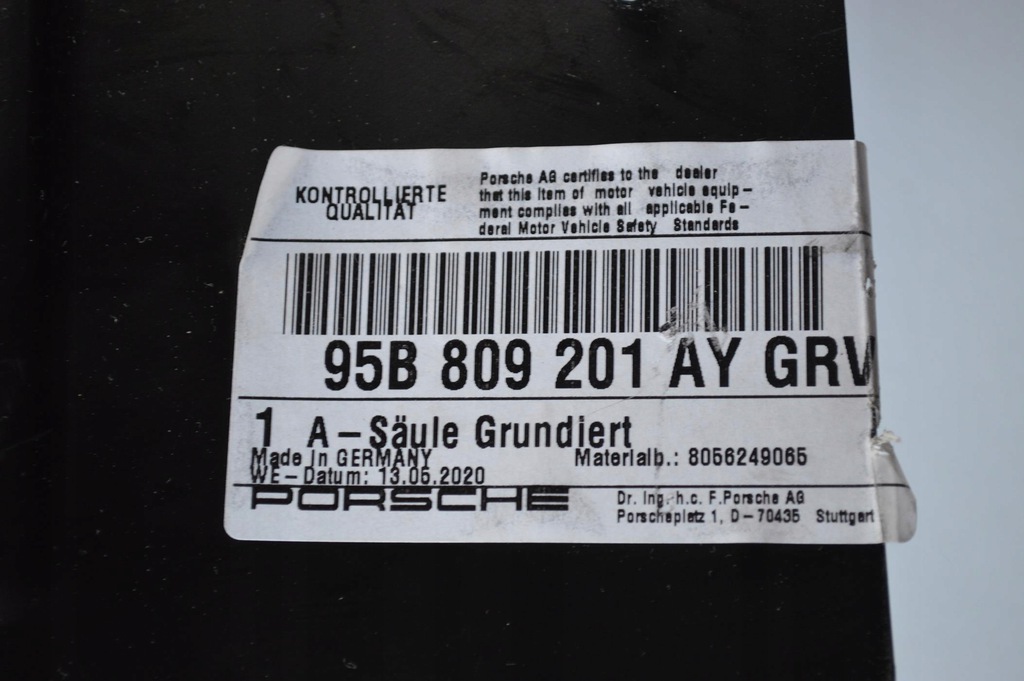 KONTROLLIERTE
QUALITÄT
Porsche AG certifies to the dealer
that this item of motor vehicle equip-
ment complies with all applicable Fe-
deral Motor Vehicle Safety Standards
95B 809 201 AY GRV
1 A-Säule Grundiert
Made in GERMANY Materialb.: 8056249065
WE-Datum: 13.05.2020
PORSCHE
Dr. Ing. h.c. F.Porsche AG
Porscheplatz 1, D-70435 Stuttgart